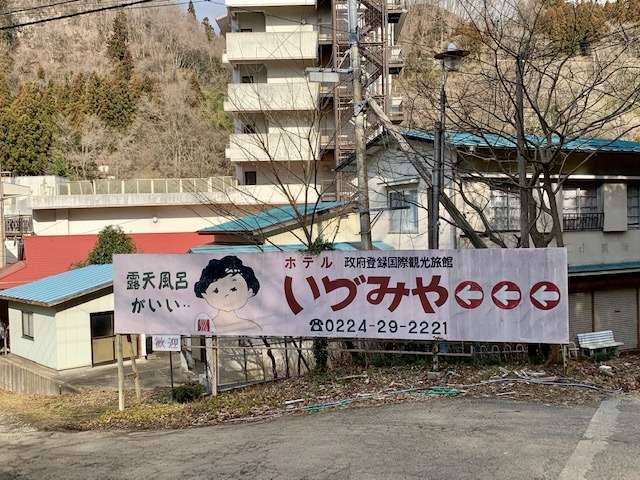 露天風呂
がいい‥
ホテル 政府登録国際観光旅館
いづみや
☎0224-29-2221
歓迎